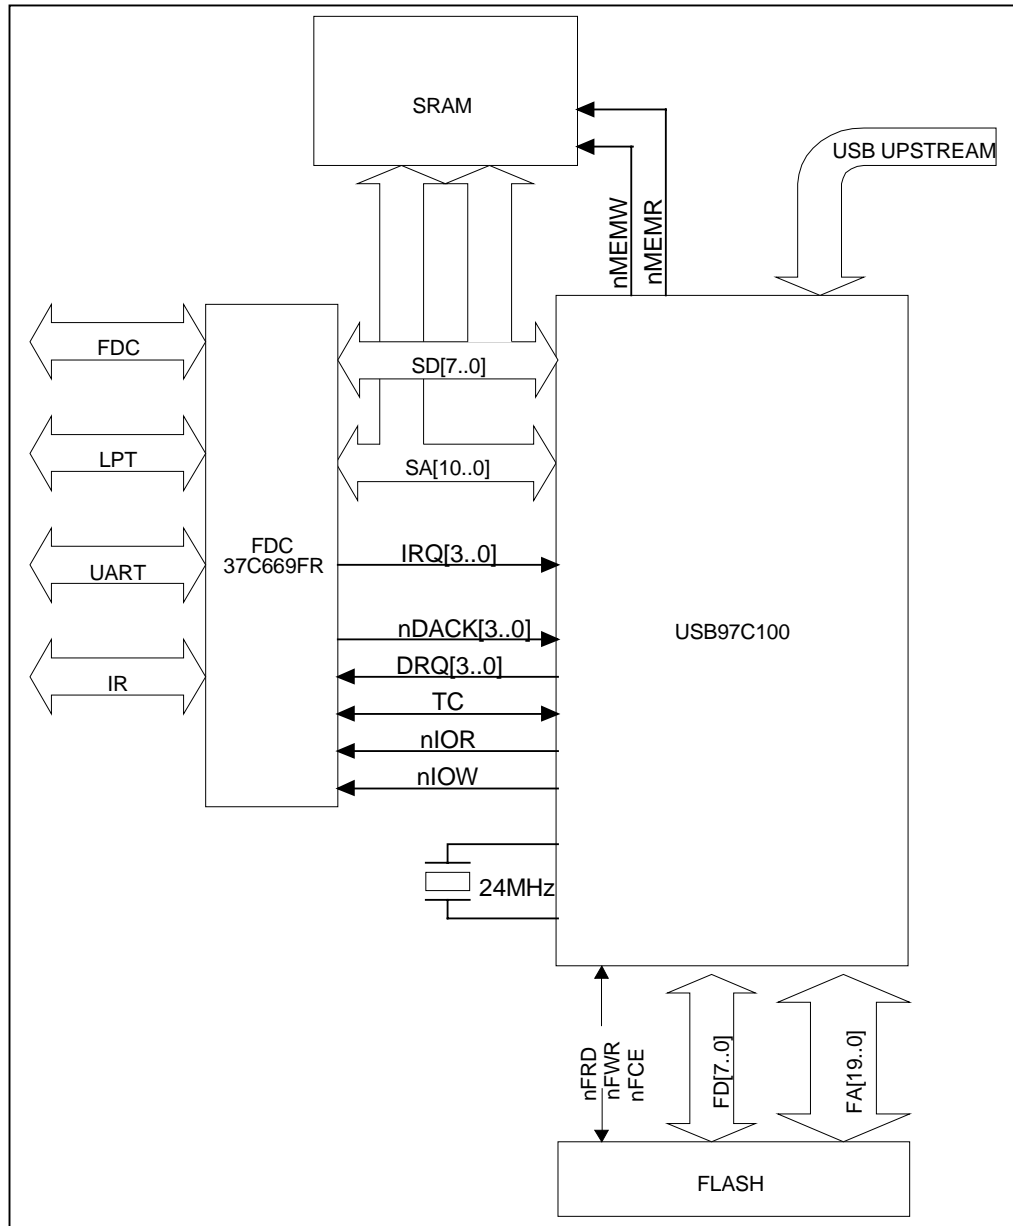 SRAM
USB UPSTREAM
nMEMW
nMEMR
FDC
SD[7..0]
LPT
SA[10..0]
FDC
37C669FR
IRQ[3..0]
UART
nDACK[3..0]
USB97C100
DRQ[3..0]
IR
TC
nIOR
nIOW
24MHz
nFRD
nFWR
nFCE
FD[7..0]
FA[19..0]
FLASH